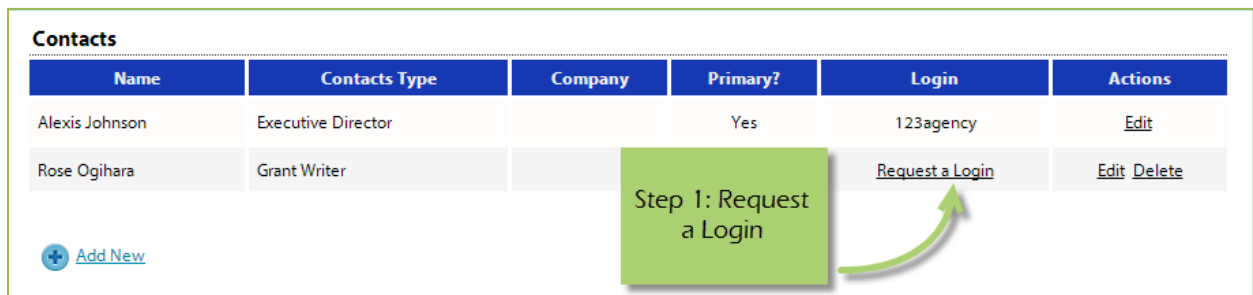 Contacts
Name Contacts Type Company Primary? Login Actions
Alexis Johnson Executive Director Yes 123agency Edit
Rose Ogihara Grant Writer Request a Login Edit Delete
Step 1: Request
a Login
Add New